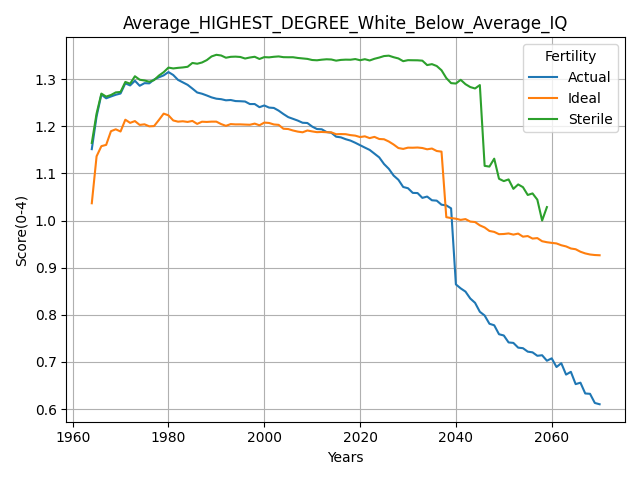 Average_HIGHEST_DEGREE_White_Below_Average_IQ
Fertility
Actual
Ideal
Sterile
Score(0-4)
1.3
1.2
1.1
1.0
0.9
0.8
0.7
0.6
1960
1980
2000
2020
2040
2060
Years